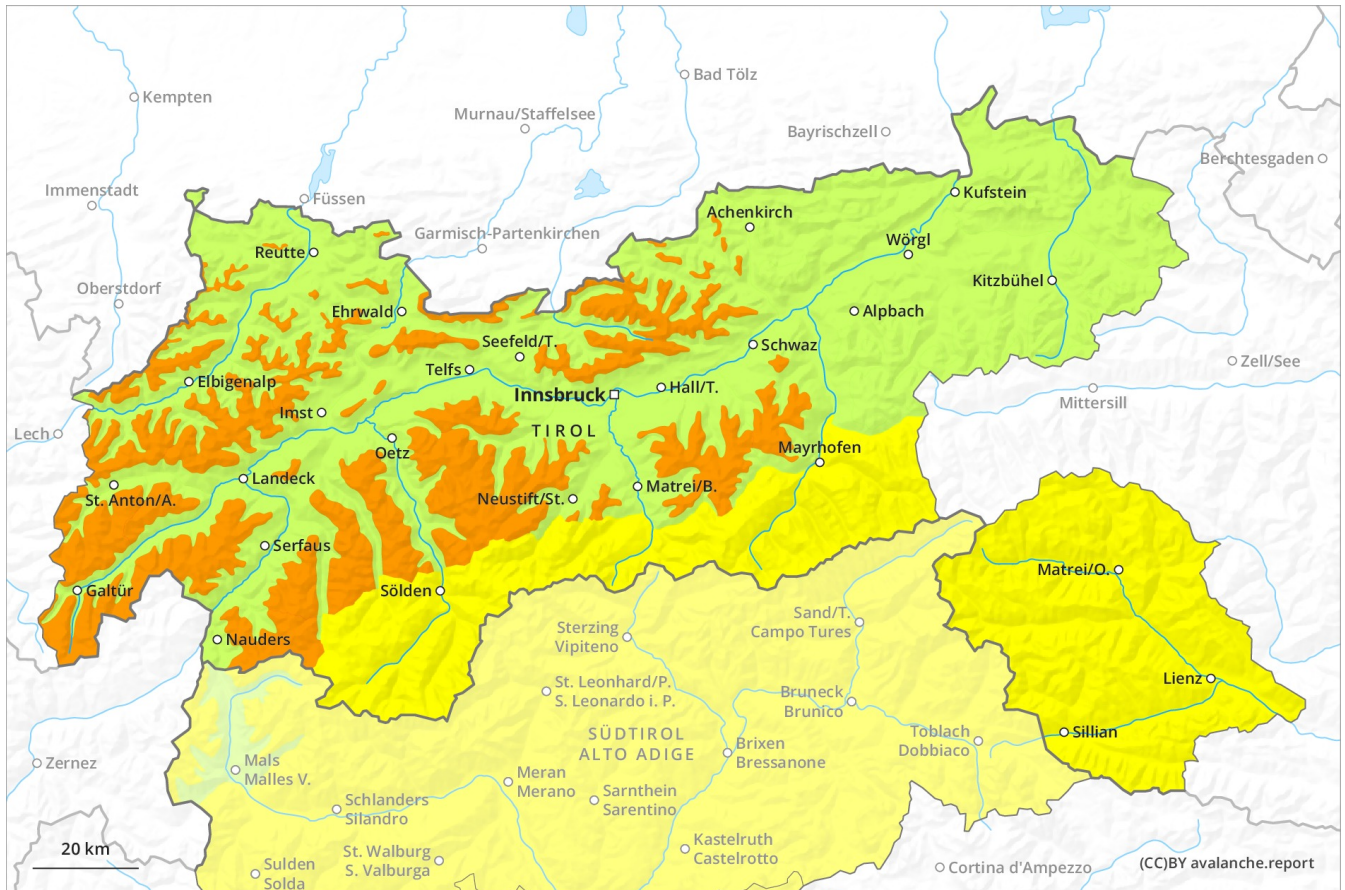 Bad Tölz
Kempten
Murnau/Staffelsee
Bayrischzell
Berchtesgaden
Immenstadt
Füssen
Kufstein
Achenkirch
Garmisch-Partenkirchen
Wörgl
Reutte
Kitzbühel
Oberstdorf
Ehrwald
Alpbach
Seefeld/T.
Schwaz
Zell/See
Telfs
Elbigenalp
Innsbruck
Hall/T.
Mittersill
Imst
Lech
TIROL
Oetz
Mayrhofen
Landeck
Matrei/B.
St. Anton/A.
Neustift/St.
Serfaus
Matrei/O.
Galtür
Sölden
Sand/T.
Campo Tures
Sterzing
Vipiteno
Nauders
Lienz
St. Leonhard/P.
S. Leonardo i. P.
Bruneck
Brunico
Sillian
SÜDTIROL
ALTO ADIGE
Toblach
Dobbiaco
Brixen
Bressanone
Zernez
Mals
Malles V.
Meran
Merano
Sarnthein
Sarentino
Schlanders
Silandro
Kastelruth
Castelrotto
20 km
St. Walburg
S. Valburga
Sulden
Solda
Cortina d'Ampezzo
(CC)BY avalanche.report